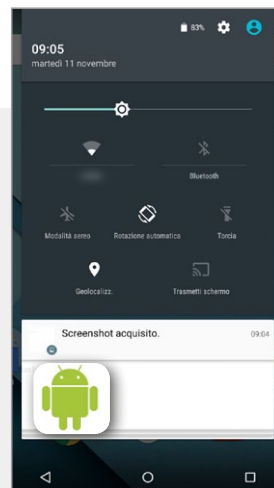 83%
09:05
martedì 11 novembre
Bluetooth
Modalità aereo
Rotazione automatica
Torcia
Geolocalizz.
Trasmetti schermo
Screenshot acquisito.
09:04